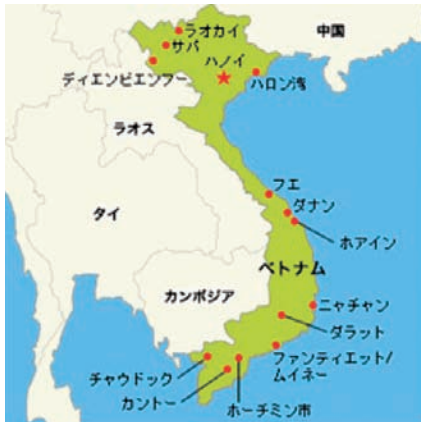 ラオカイ
中国
サパ
ハノイ
ディエンビエンフー
ハロン湾
ラオス
フエ
ダナン
タイ
ホアイン
ベトナム
カンボジア
ニャチャン
ダラット
ファンティエット/
ムイネー
チャウドック
カントー
ホーチミン市